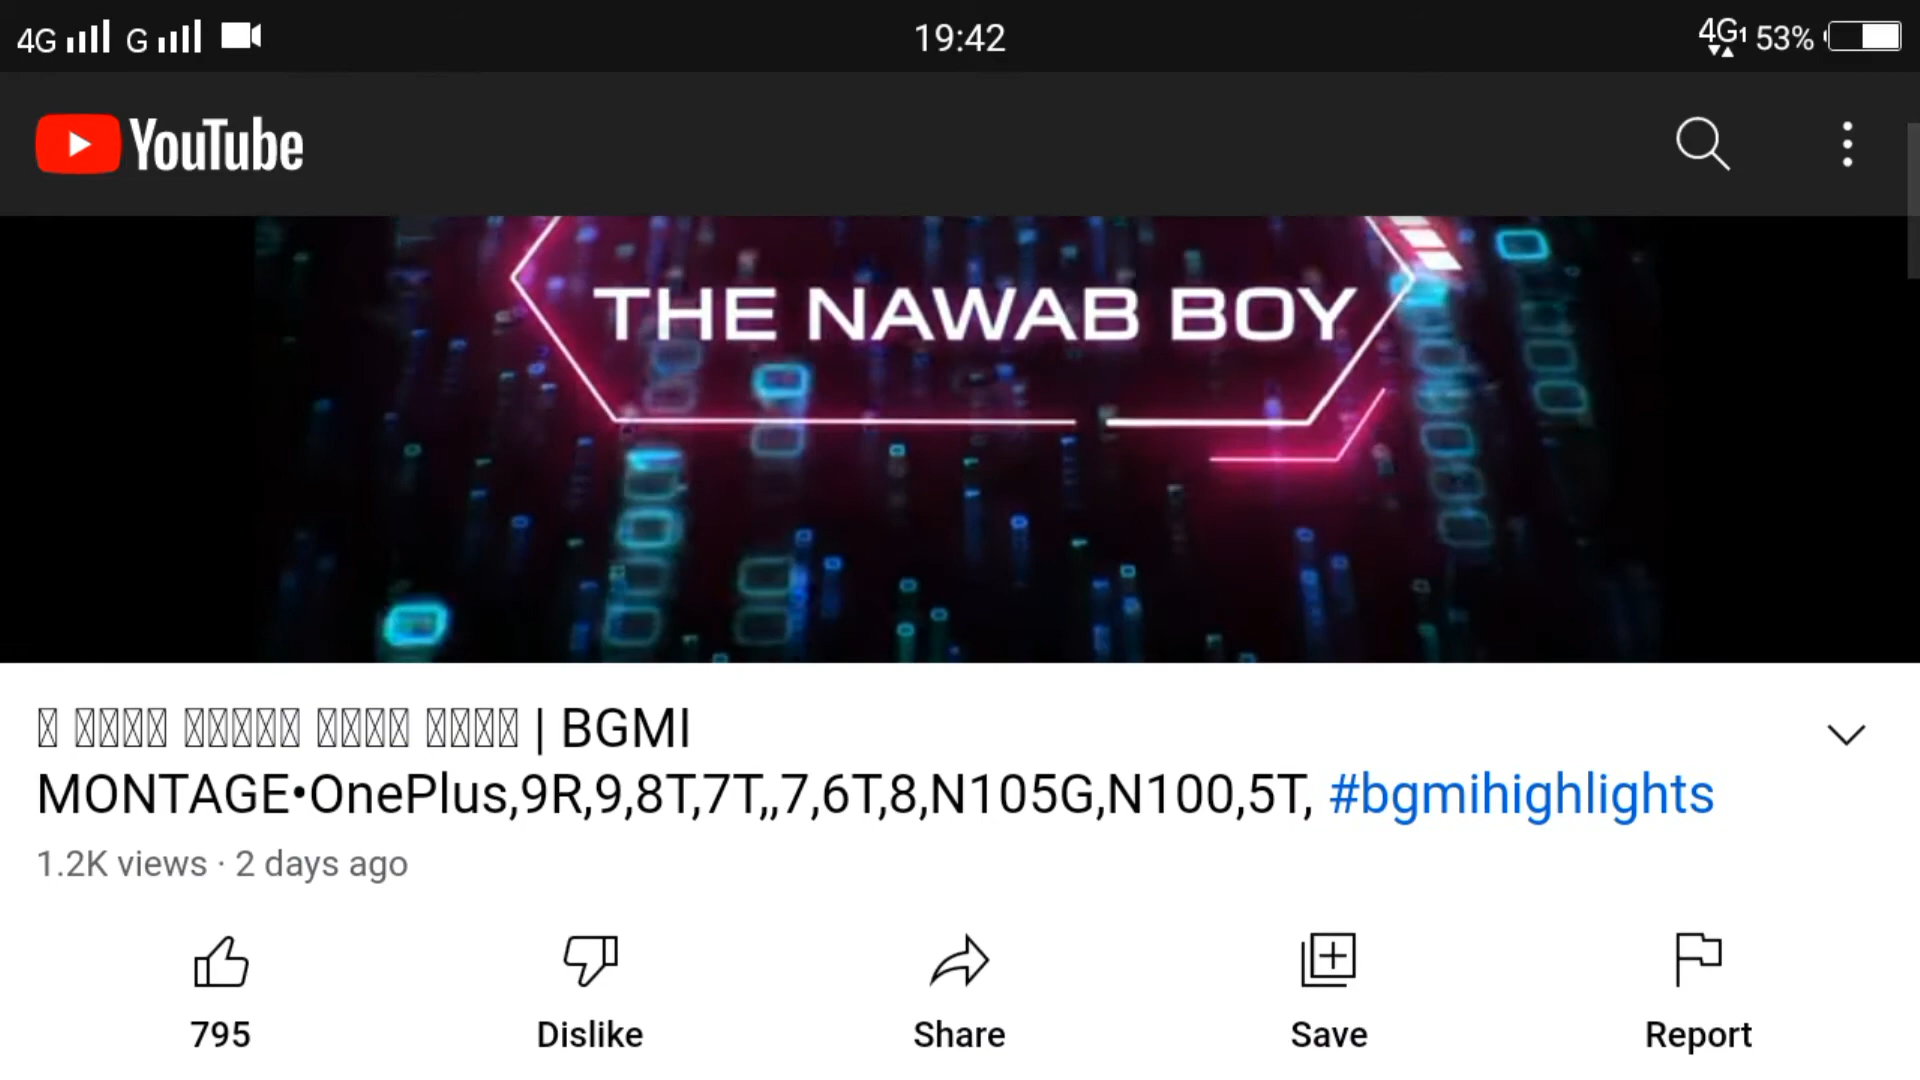 4G G 19:42 4G1 53%
YouTube
THE NAWAB BOY
| BGMI
MONTAGE•OnePlus,9R,9,8T,7T,,7,6T,8,N105G,N100,5T, #bgmihighlights
1.2K views · 2 days ago
795 Dislike Share Save Report